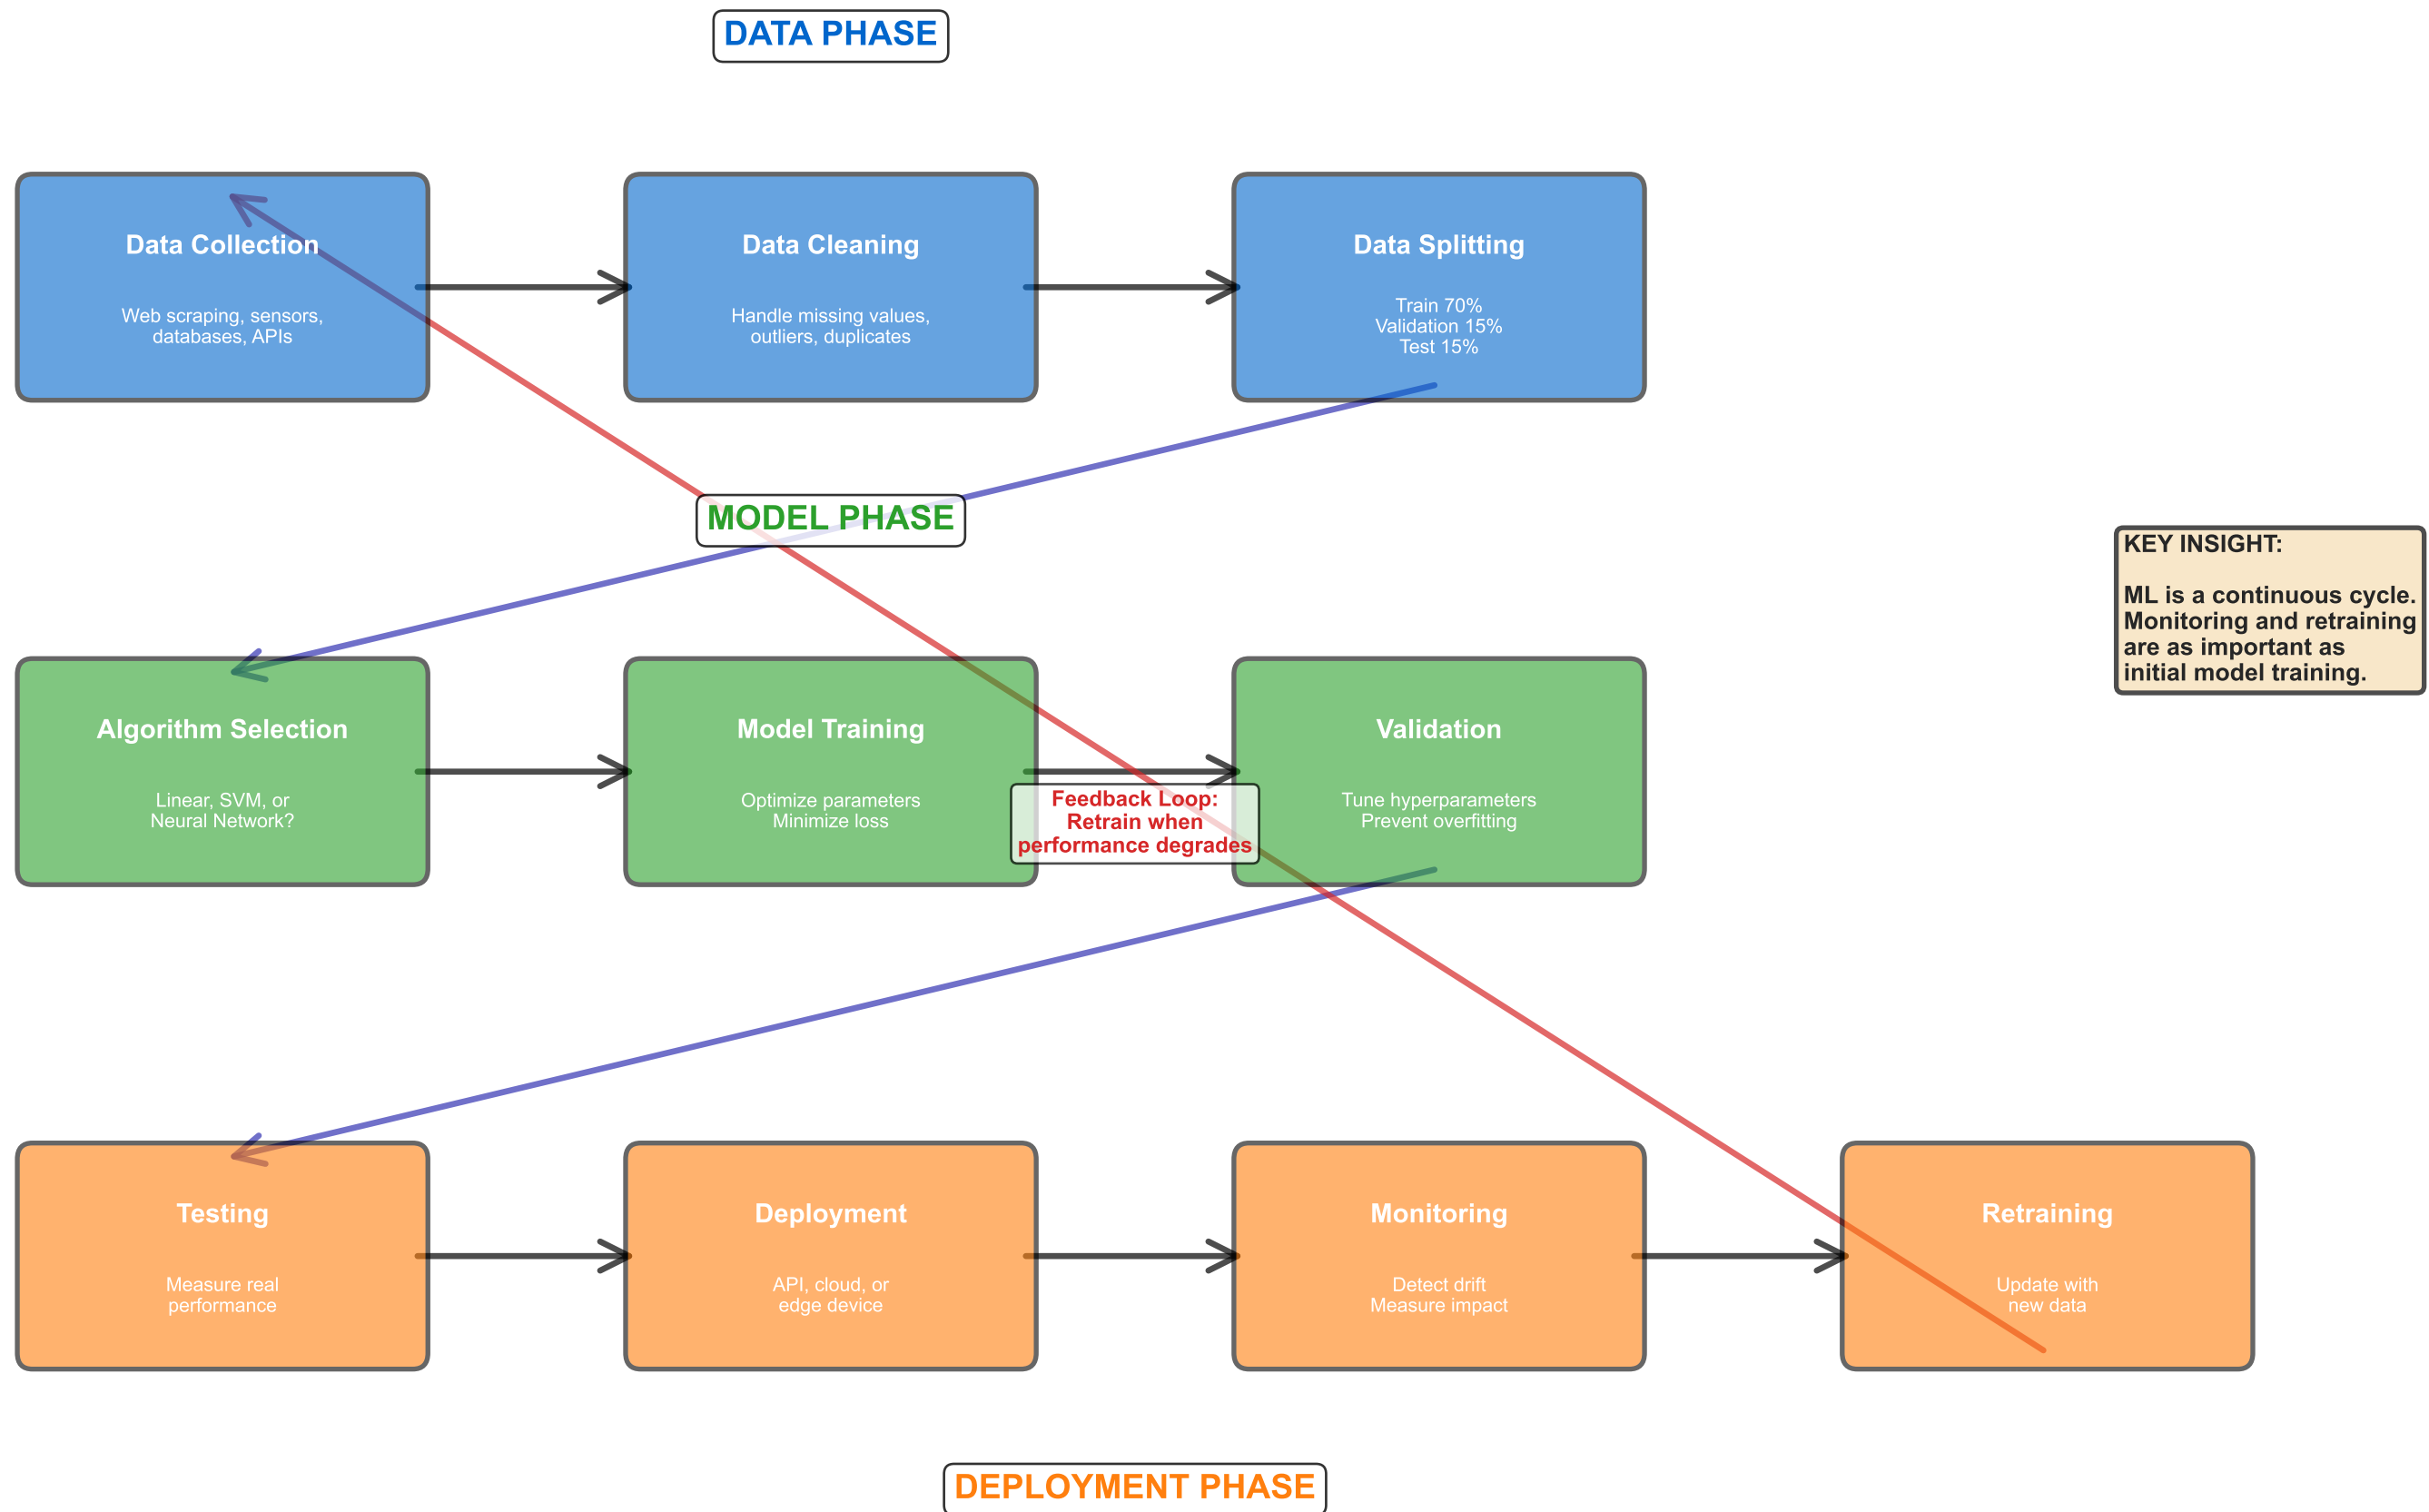 DATA PHASE
Data Collection
Web scraping, sensors,
databases, APIs
Data Cleaning
Handle missing values,
outliers, duplicates
Data Splitting
Train 70%
Validation 15%
Test 15%
MODEL PHASE
KEY INSIGHT:
ML is a continuous cycle.
Monitoring and retraining
are as important as
initial model training.
Algorithm Selection
Linear, SVM, or
Neural Network?
Model Training
Optimize parameters
Minimize loss
Feedback Loop:
Retrain when
performance degrades
Validation
Tune hyperparameters
Prevent overfitting
Testing
Measure real
performance
Deployment
API, cloud, or
edge device
Monitoring
Detect drift
Measure impact
Retraining
Update with
new data
DEPLOYMENT PHASE